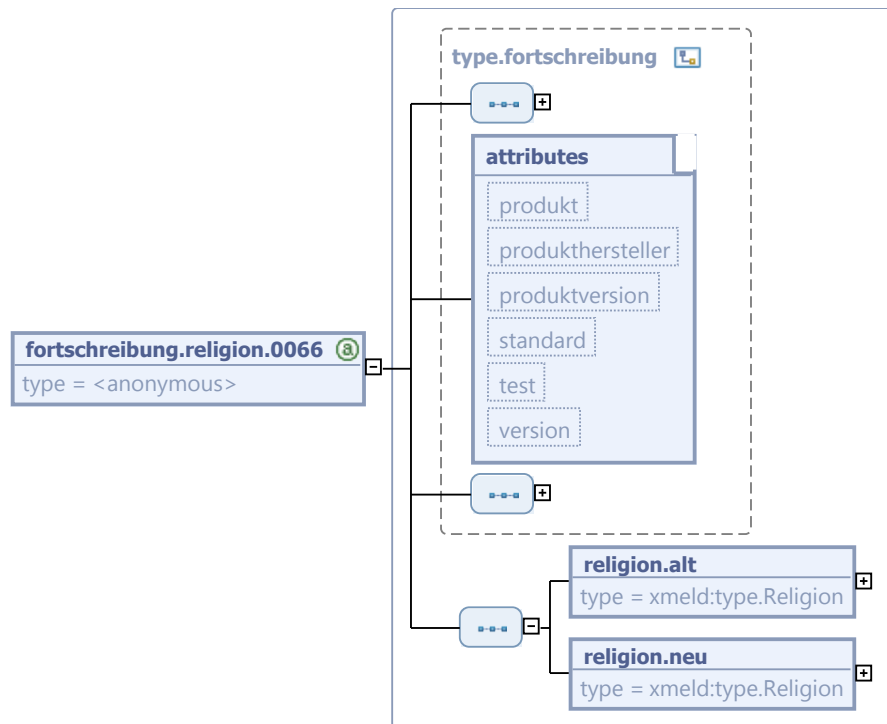 type.fortschreibung
attributes
produkt
produkthersteller
produktversion
standard
test
version
fortschreibung.religion.0066 @
type = <anonymous>
religion.alt
type = xmeld:type.Religion
religion.neu
type = xmeld:type.Religion